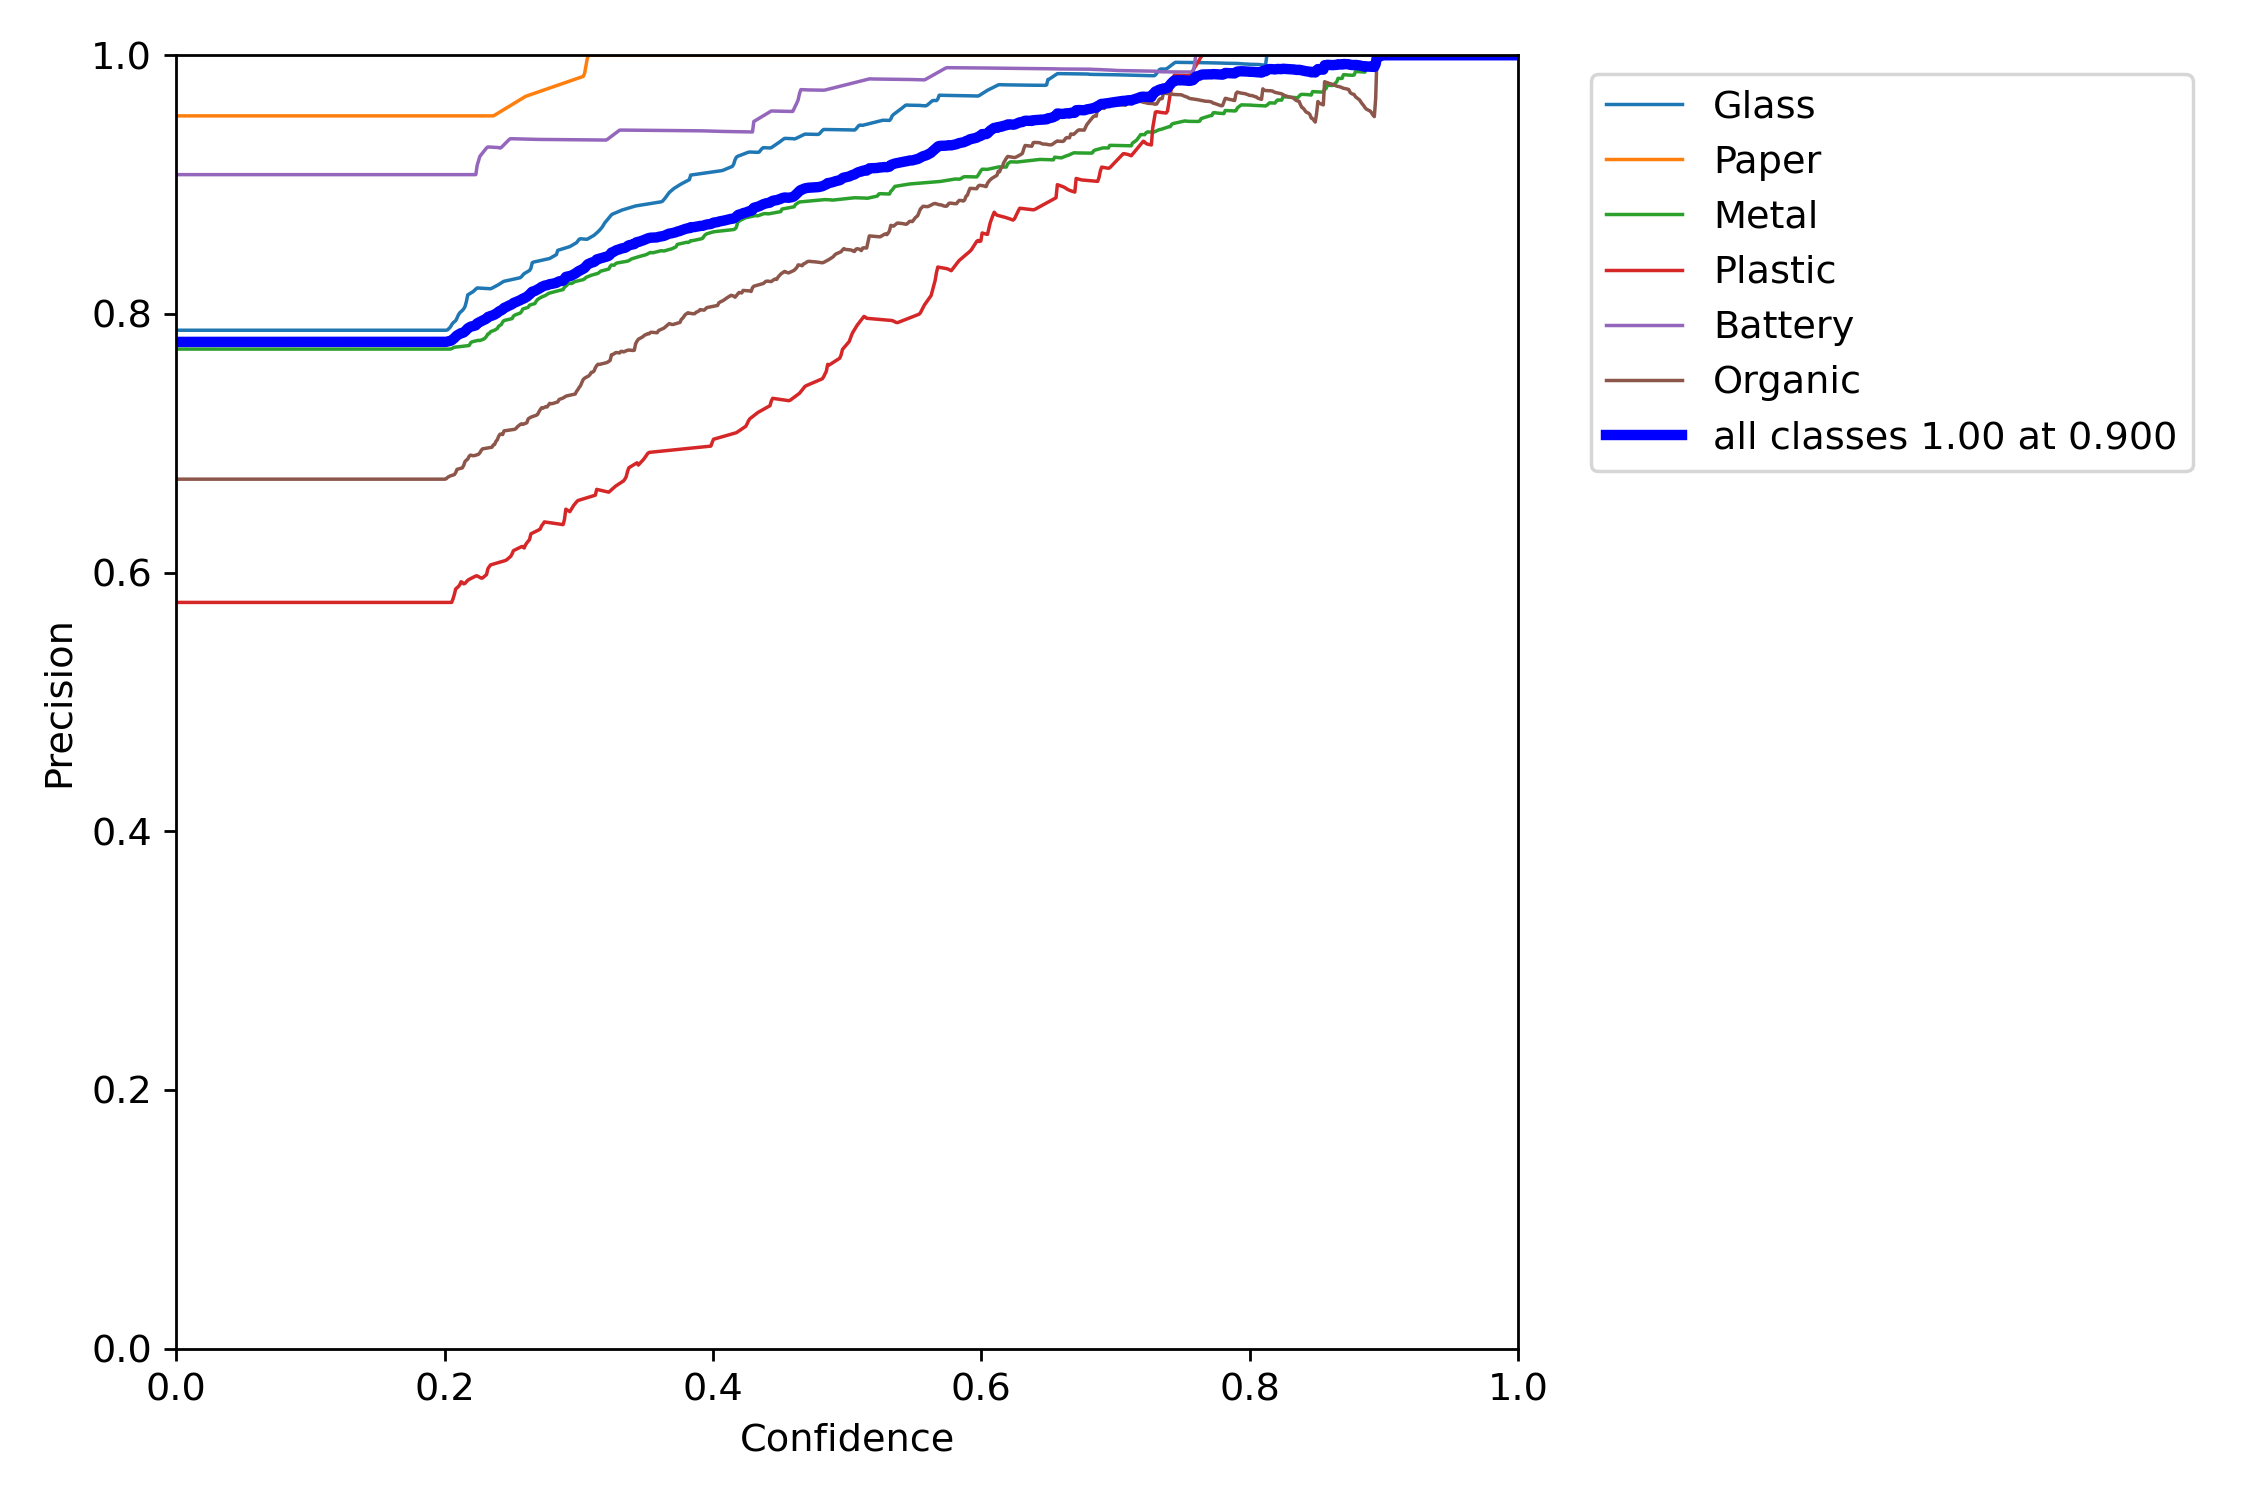 1.0
0.8
0.6
0.4
0.2
0.0
Precision
0.0 0.2 0.4 0.6 0.8 1.0
Confidence
Glass
Paper
Metal
Plastic
Battery
Organic
all classes 1.00 at 0.900